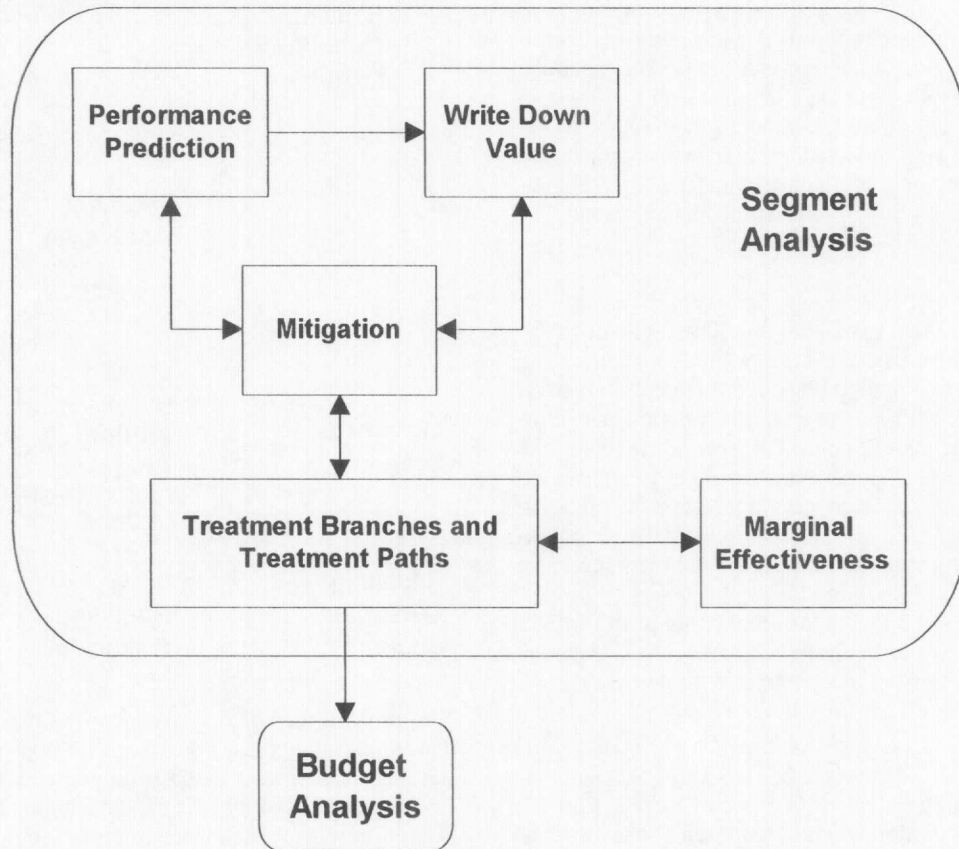 Performance
Prediction
Write Down
Value
Segment
Analysis
Mitigation
Treatment Branches and
Treatment Paths
Marginal
Effectiveness
Budget
Analysis